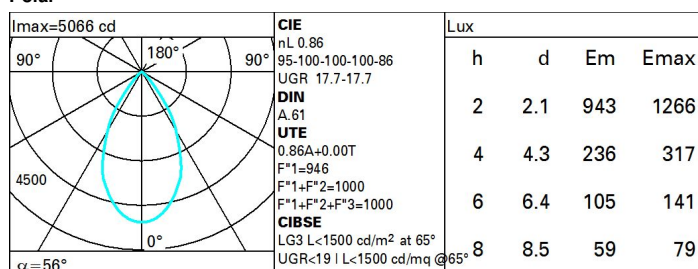 Imax=5066 cd
90° 180° 90°
4500
0°
α=56°
CIE
nL 0.86
95-100-100-100-86
UGR 17.7-17.7
DIN
A.61
UTE
0.86A+0.00T
F"1=946
F"1+F"2=1000
F"1+F"2+F"3=1000
CIBSE
LG3 L<1500 cd/m² at 65°
UGR<19 | L<1500 cd/mq @65°
Lux
h d Em Emax
2 2.1 943 1266
4 4.3 236 317
6 6.4 105 141
8 8.5 59 79